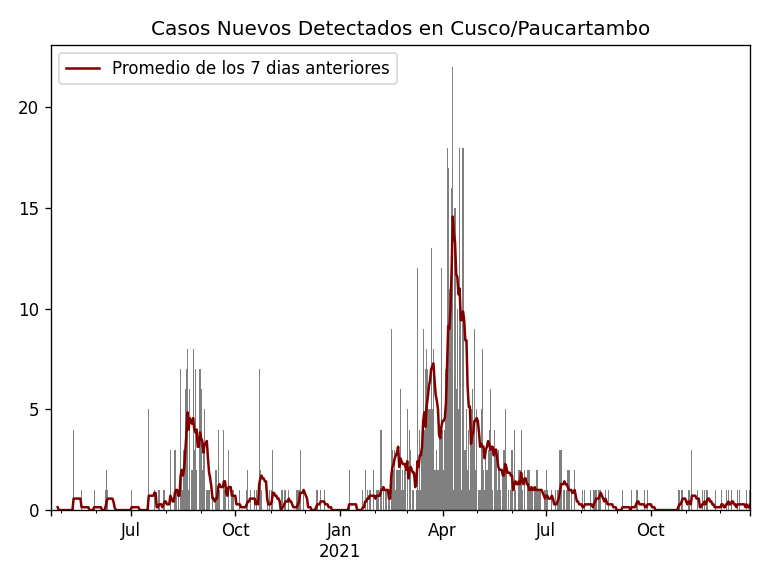 Casos Nuevos Detectados en Cusco/Paucartambo
Promedio de los 7 dias anteriores
20
15
10
5
0
Jul Oct Jan Apr Jul Oct
2021